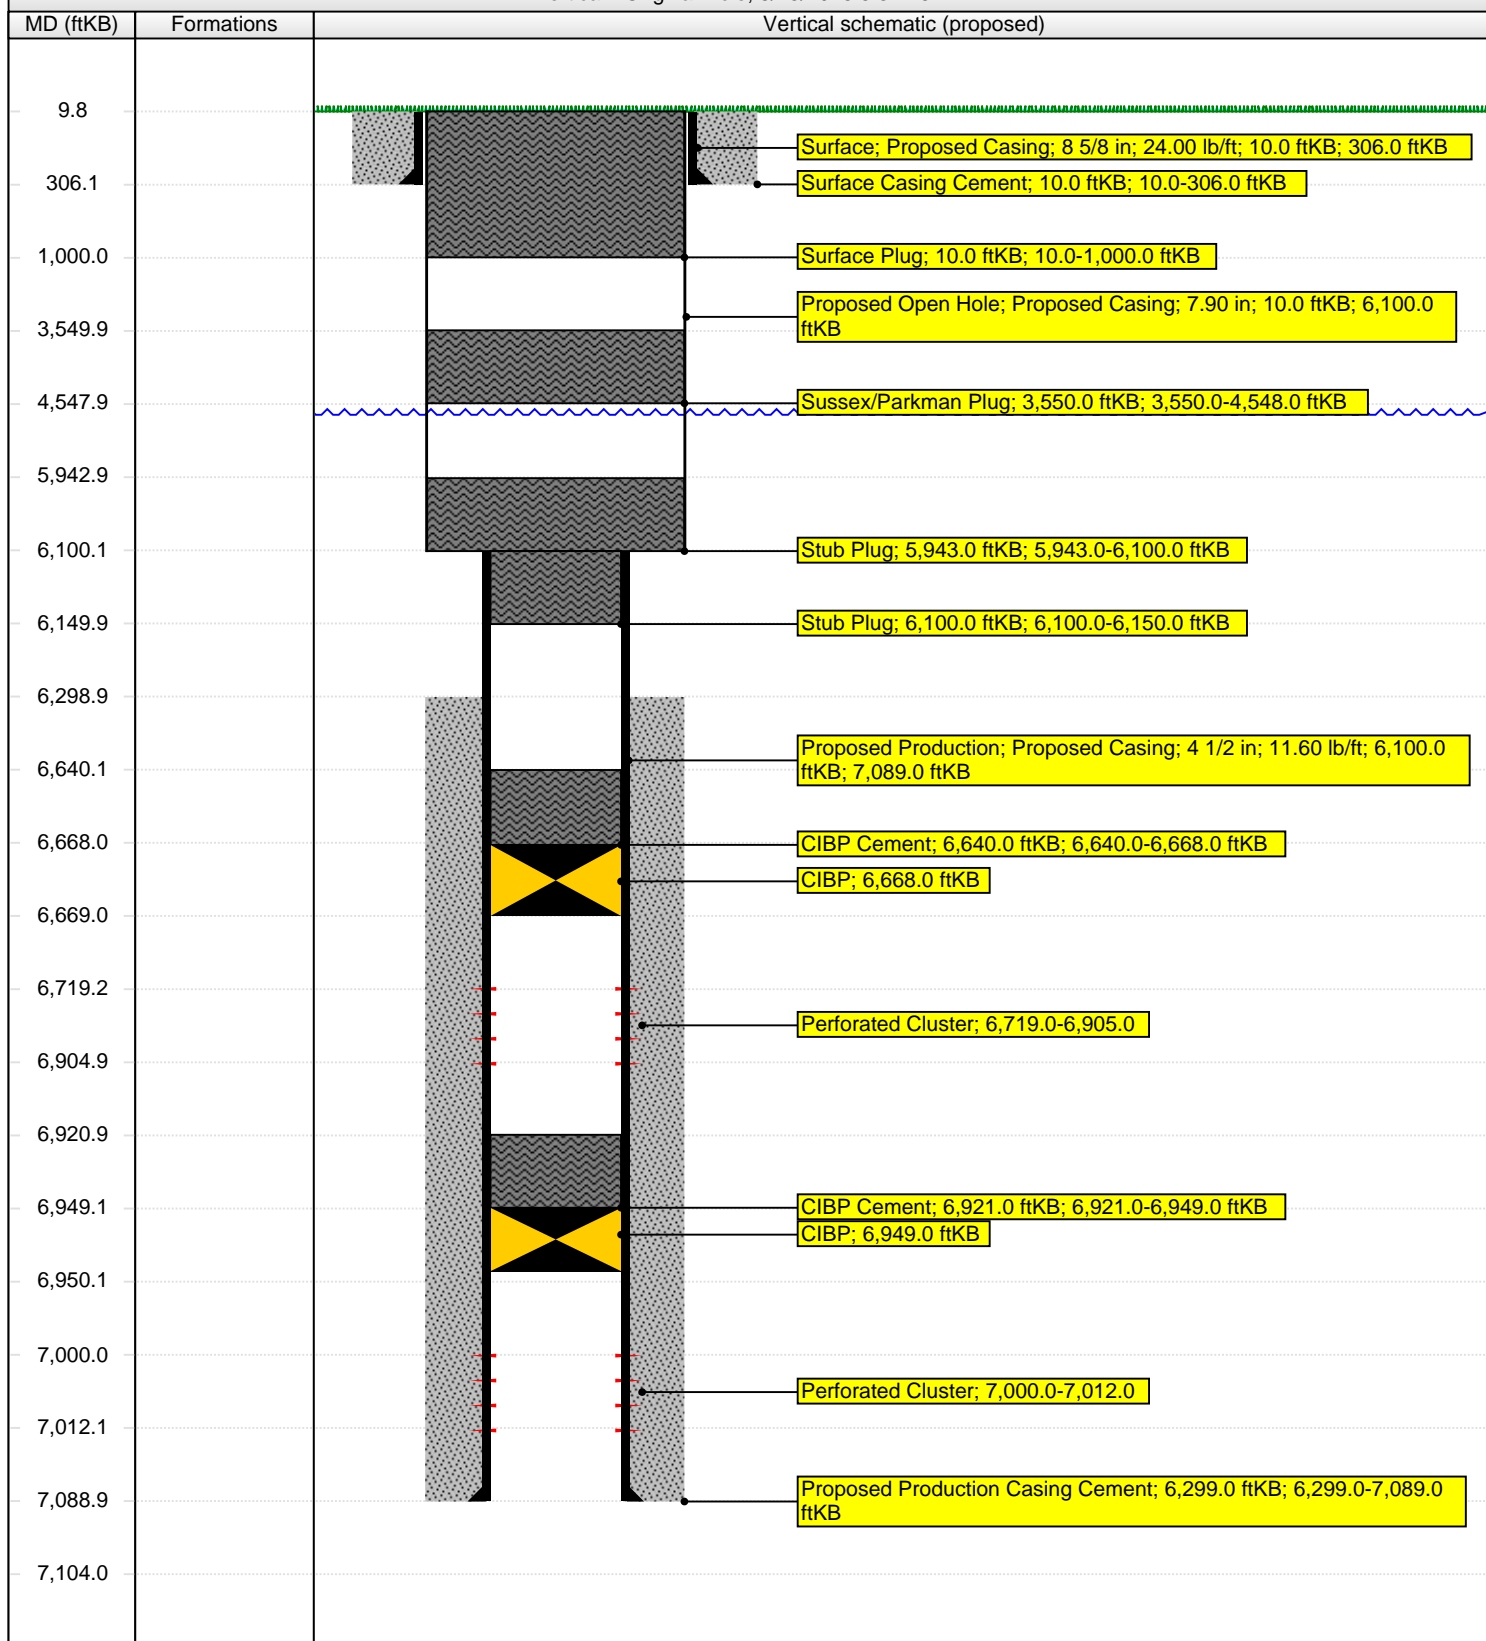 MD (ftKB) Formations Vertical schematic (proposed)
9.8
Surface; Proposed Casing; 8 5/8 in; 24.00 lb/ft; 10.0 ftKB; 306.0 ftKB
306.1
Surface Casing Cement; 10.0 ftKB; 10.0-306.0 ftKB
1,000.0
Surface Plug; 10.0 ftKB; 10.0-1,000.0 ftKB
Proposed Open Hole; Proposed Casing; 7.90 in; 10.0 ftKB; 6,100.0
ftKB
3,549.9
4,547.9
Sussex/Parkman Plug; 3,550.0 ftKB; 3,550.0-4,548.0 ftKB
5,942.9
6,100.1
Stub Plug; 5,943.0 ftKB; 5,943.0-6,100.0 ftKB
6,149.9
Stub Plug; 6,100.0 ftKB; 6,100.0-6,150.0 ftKB
6,298.9
Proposed Production; Proposed Casing; 4 1/2 in; 11.60 lb/ft; 6,100.0
ftKB; 7,089.0 ftKB
6,640.1
6,668.0
CIBP Cement; 6,640.0 ftKB; 6,640.0-6,668.0 ftKB
CIBP; 6,668.0 ftKB
6,669.0
6,719.2
Perforated Cluster; 6,719.0-6,905.0
6,904.9
6,920.9
6,949.1
CIBP Cement; 6,921.0 ftKB; 6,921.0-6,949.0 ftKB
CIBP; 6,949.0 ftKB
6,950.1
7,000.0
Perforated Cluster; 7,000.0-7,012.0
7,012.1
7,088.9
Proposed Production Casing Cement; 6,299.0 ftKB; 6,299.0-7,089.0
ftKB
7,104.0